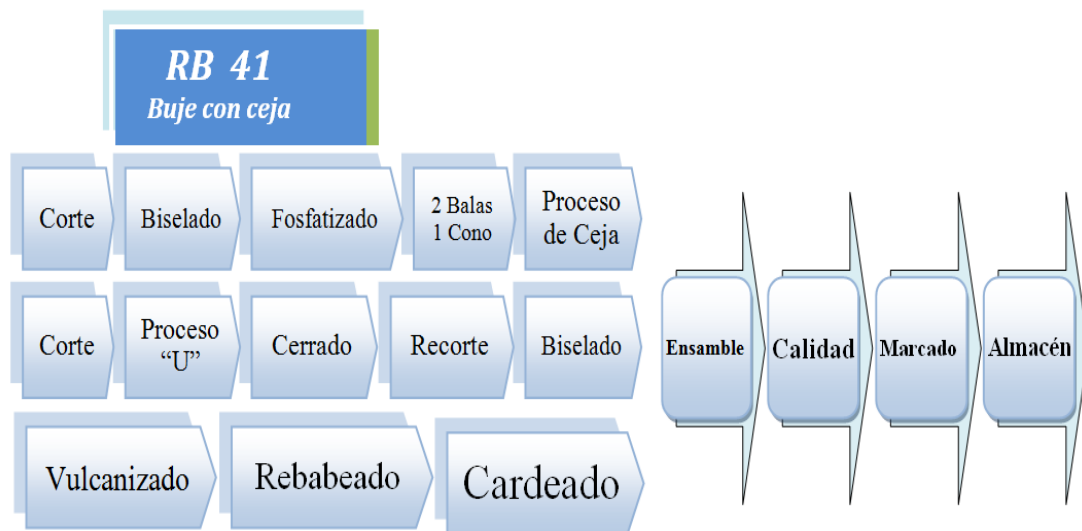 RB 41
Buje con ceja
Corte
Biselado
Fosfatizado
2 Balas
1 Cono
Proceso
de Ceja
Corte
Proceso
“U”
Cerrado
Recorte
Biselado
Vulcanizado
Rebabeado
Cardeado
Ensamble
Calidad
Marcado
Almacén